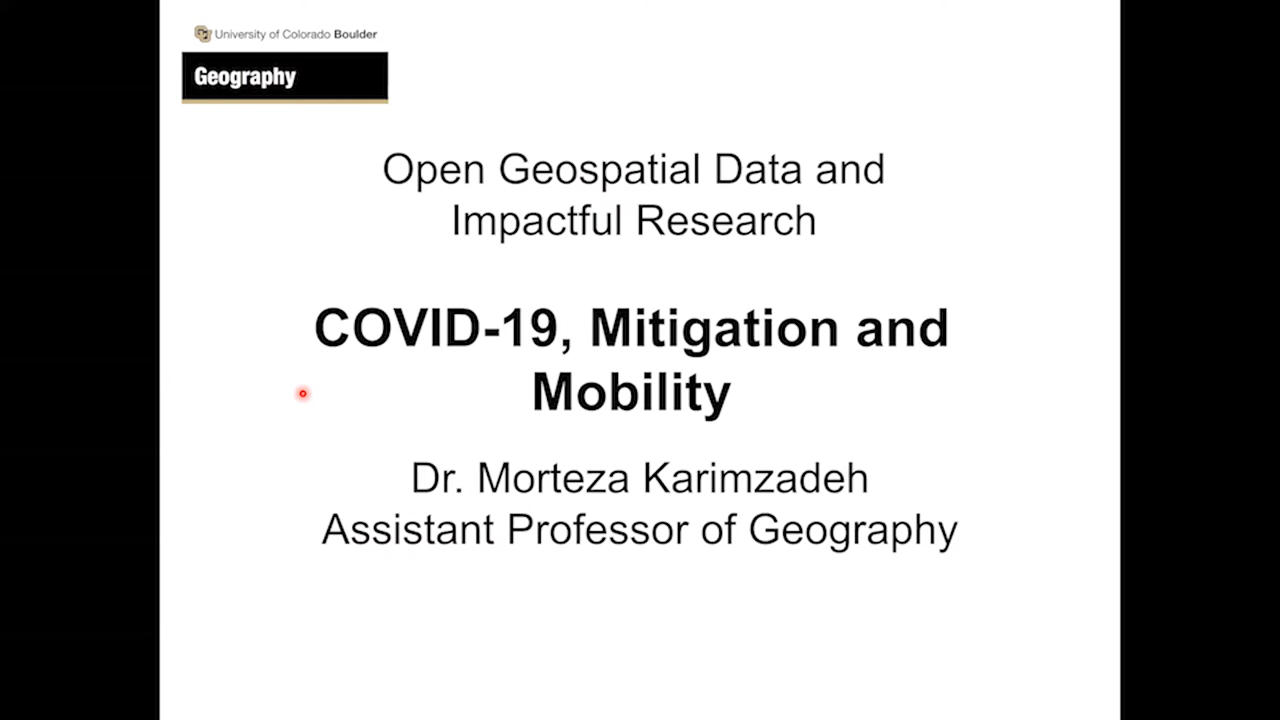 University of Colorado Boulder
Geography
Open Geospatial Data and
Impactful Research
COVID-19, Mitigation and
Mobility
Dr. Morteza Karimzadeh
Assistant Professor of Geography